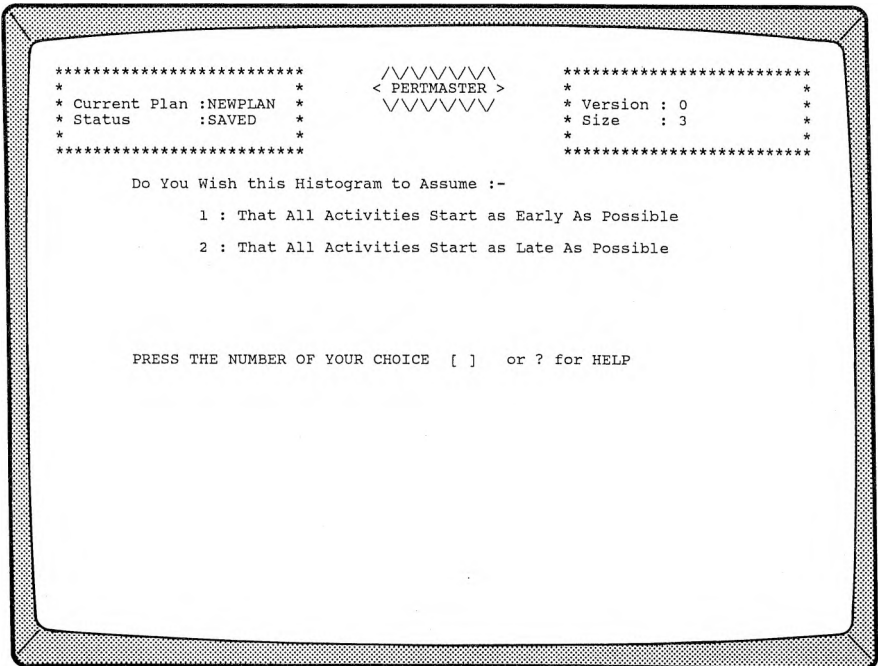 **************************   /\/\/\/\/\/\   **************************
*                        *   < PERTMASTER >   *                        *
* Current Plan :NEWPLAN  *   \/\/\/\/\/\/   * Version : 0            *
* Status       :SAVED    *   * Size    : 3            *
*                        *   *                        *
**************************   **************************
Do You Wish this Histogram to Assume :-
1 : That All Activities Start as Early As Possible
2 : That All Activities Start as Late As Possible
PRESS THE NUMBER OF YOUR CHOICE  [ ]   or ? for HELP